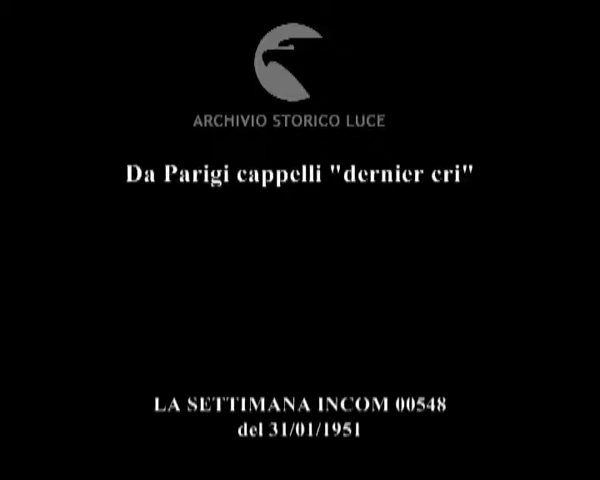 ARCHIVIO STORICO LUCE
Da Parigi cappelli "dernier cri"
LA SETTIMANA INCOM 00548
del 31/01/1951